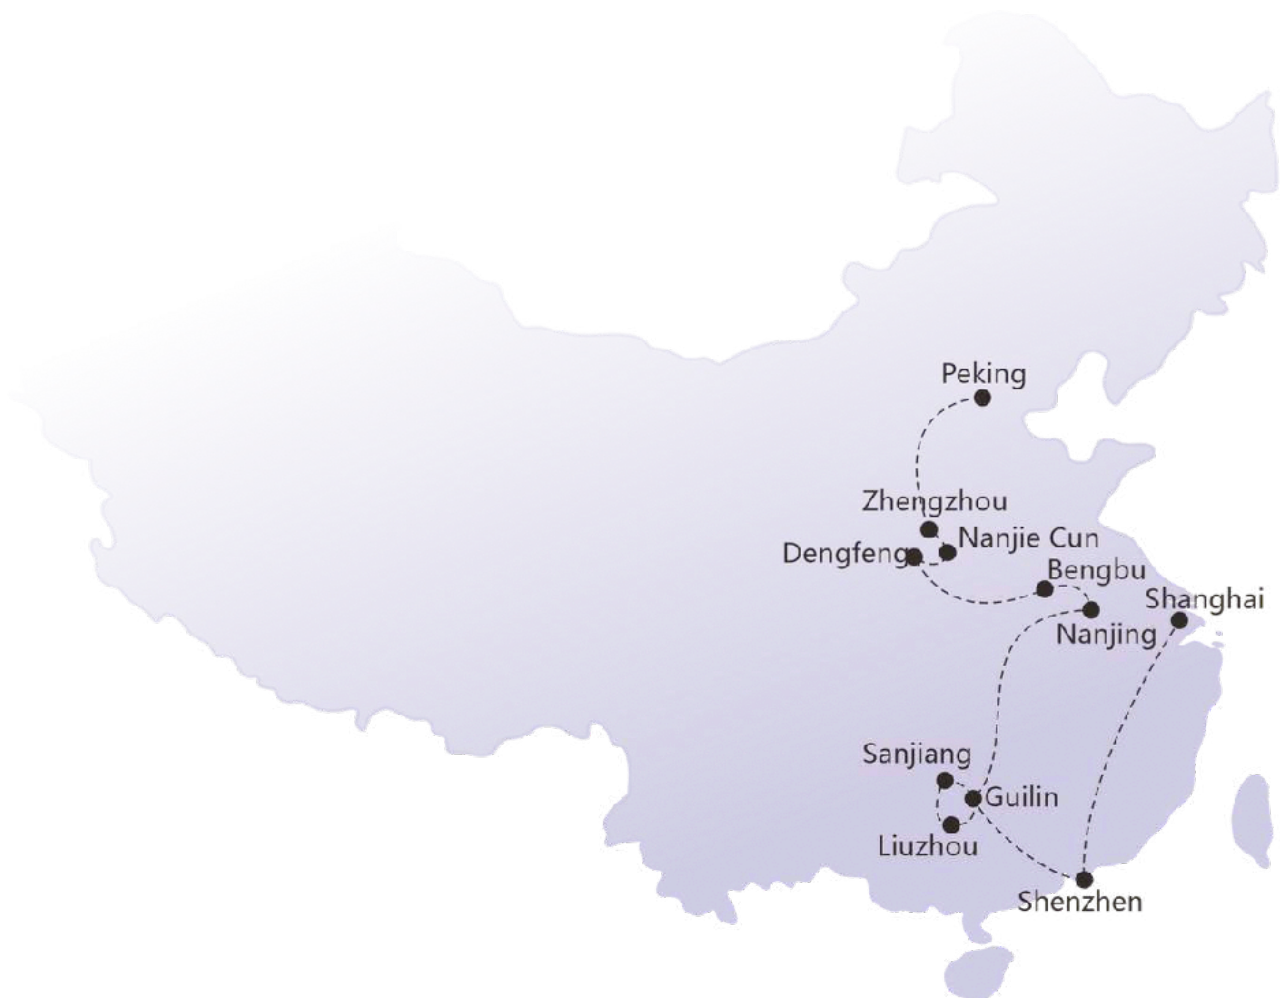 Peking
Zhengzhou
Nanjie Cun
Dengfeng
Bengbu
Shanghai
Nanjing
Sanjiang
Guilin
Liuzhou
Shenzhen